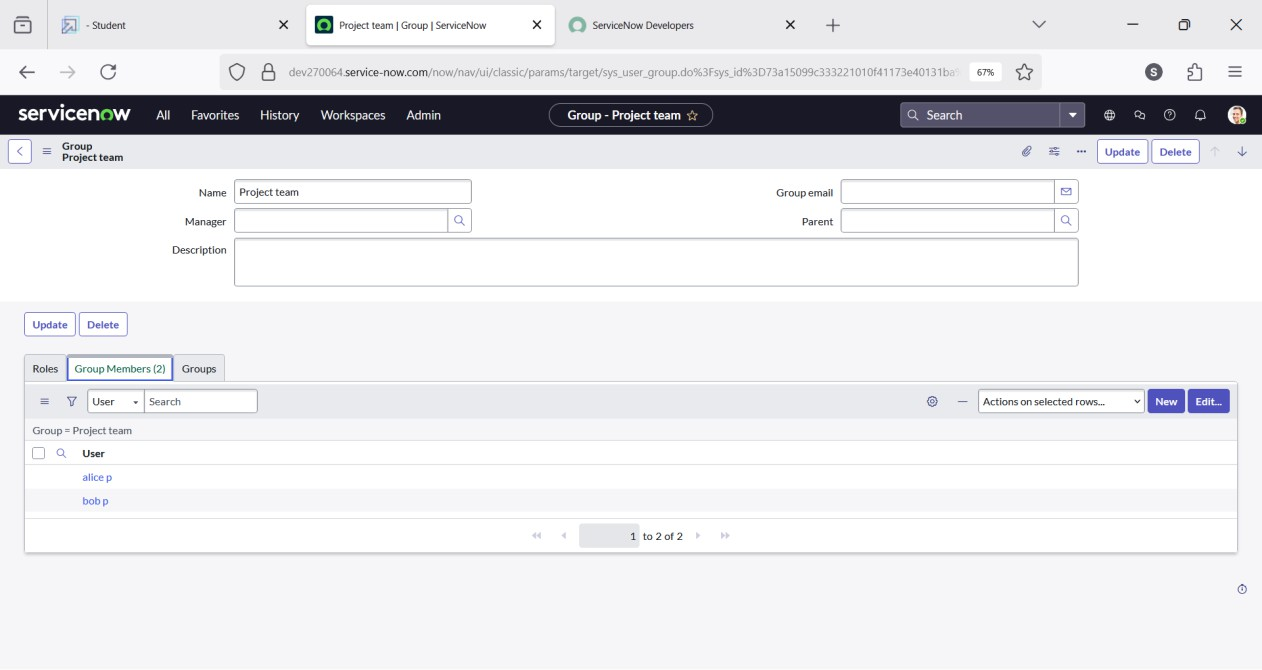 - Student
Project team | Group | ServiceNow
ServiceNow Developers
dev270064.service-now.com/now/nav/ui/classic/params/target/sys_user_group.do%3Fsys_id%3D73a15099c333221010f41173e40131ba%
67%
S
servicenow All Favorites History Workspaces Admin
Group - Project team
Search
Group
Project team
Update Delete
Name Project team
Group email
Manager
Parent
Description
Update Delete
Roles Group Members (2) Groups
User Search
Actions on selected rows... New Edit...
Group = Project team
User
alice p
bob p
1 to 2 of 2